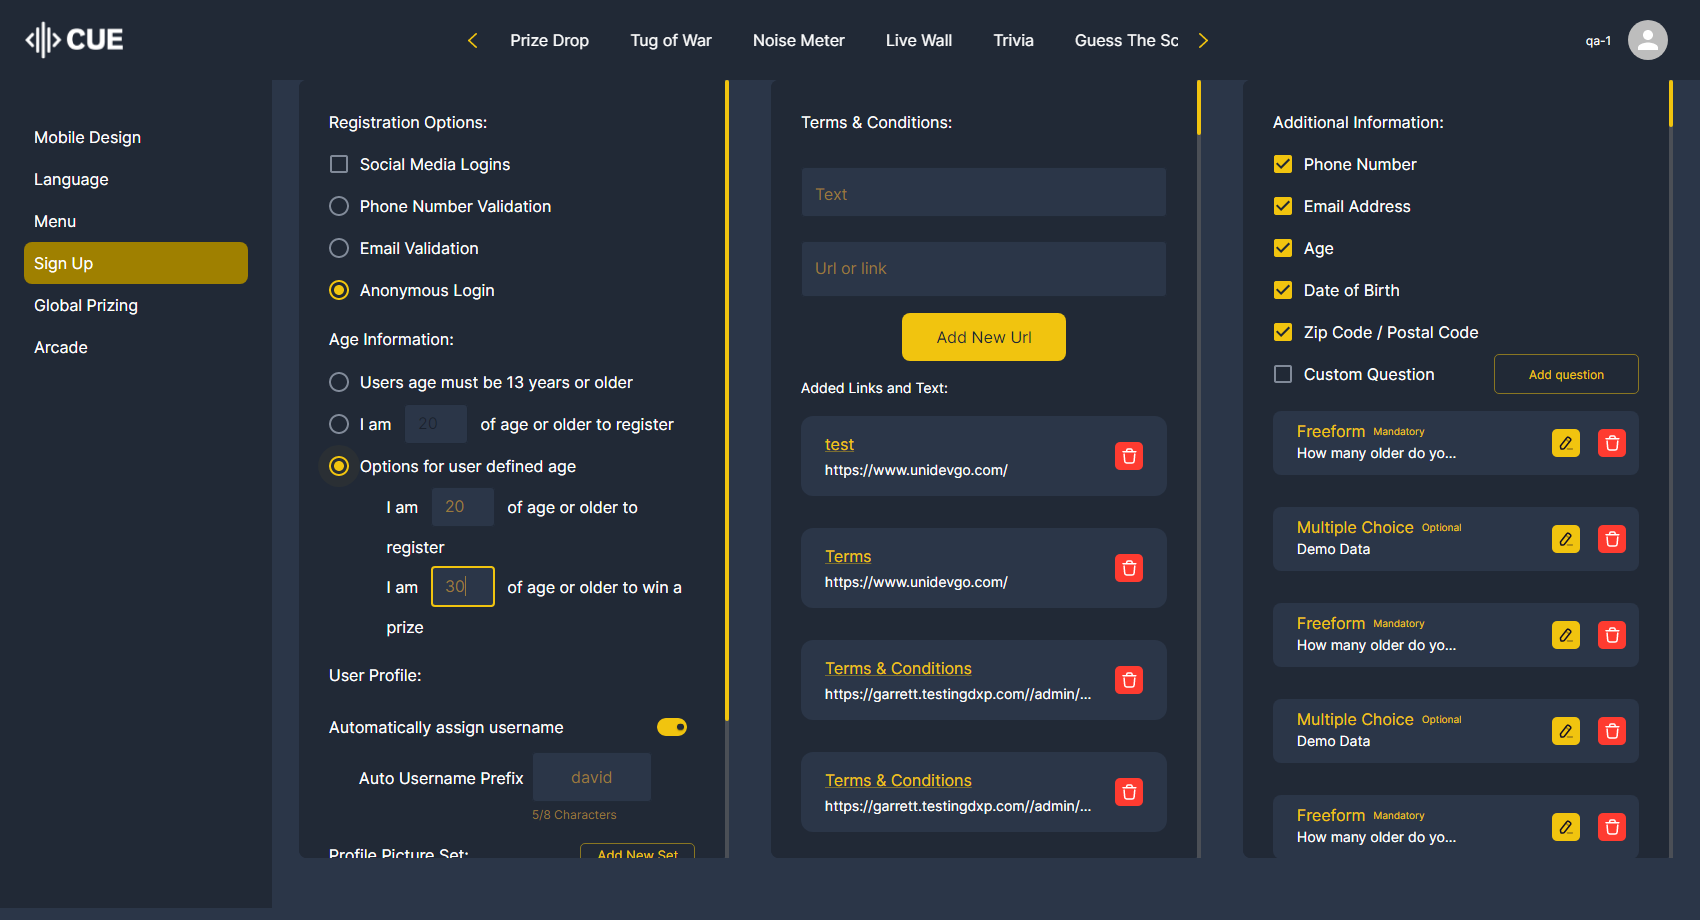 CUE
Prize Drop
Tug of War
Noise Meter
Live Wall
Trivia
Guess The Sc
qa-1
Mobile Design
Language
Menu
Sign Up
Global Prizing
Arcade
Registration Options:
Social Media Logins
Phone Number Validation
Email Validation
Anonymous Login
Age Information:
Users age must be 13 years or older
I am 20 of age or older to register
Options for user defined age
I am 20 of age or older to
register
I am 30 of age or older to win a
prize
User Profile:
Automatically assign username
Auto Username Prefix david
5/8 Characters
Profile Picture Set: Add New Set
Terms & Conditions:
Text
Url or link
Add New Url
Added Links and Text:
test
https://www.unidevgo.com/
Terms
https://www.unidevgo.com/
Terms & Conditions
https://garrett.testingdxp.com//admin/...
Terms & Conditions
https://garrett.testingdxp.com//admin/...
Additional Information:
Phone Number
Email Address
Age
Date of Birth
Zip Code / Postal Code
Custom Question Add question
Freeform Mandatory
How many older do yo...
Multiple Choice Optional
Demo Data
Freeform Mandatory
How many older do yo...
Multiple Choice Optional
Demo Data
Freeform Mandatory
How many older do yo...